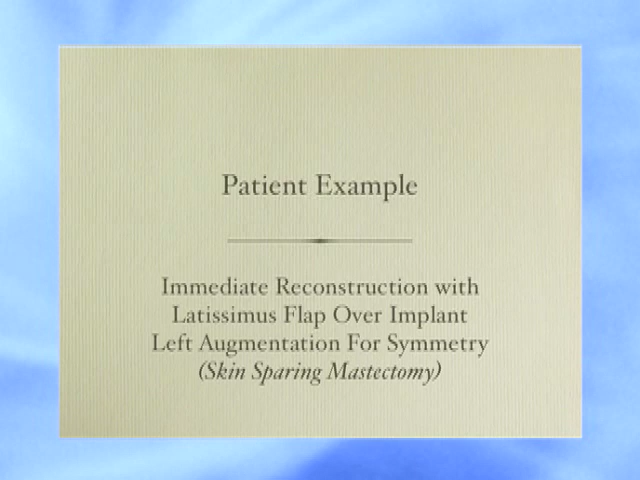 Patient Example
Immediate Reconstruction with
Latissimus Flap Over Implant
Left Augmentation For Symmetry
(Skin Sparing Mastectomy)